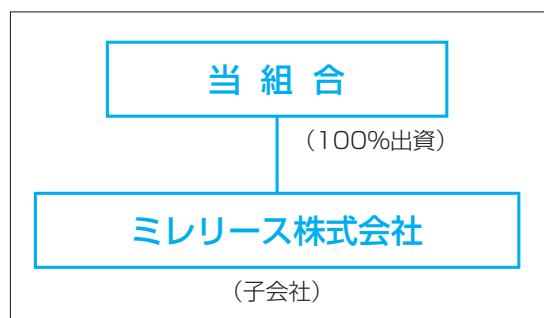 当組合
（100%出資）
ミレリース株式会社
（子会社）